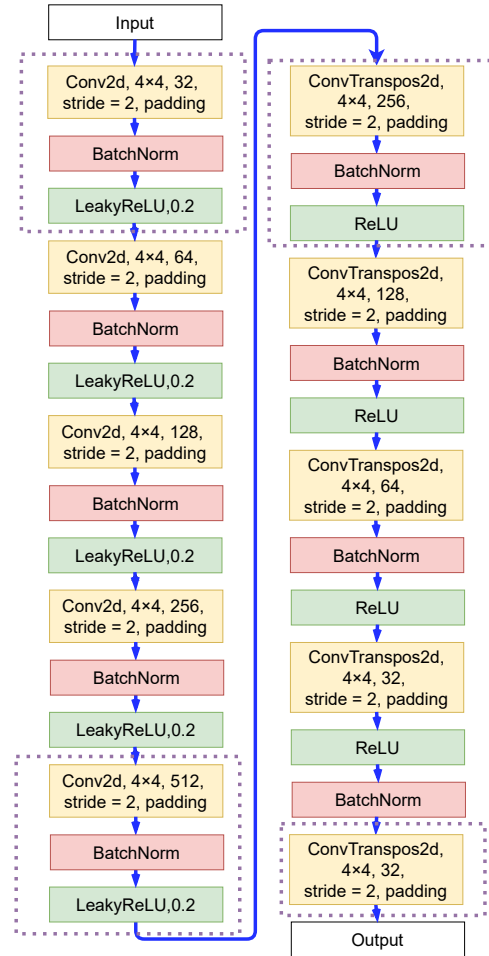 Input
Conv2d, 4×4, 32,
stride = 2, padding
BatchNorm
LeakyReLU,0.2
Conv2d, 4×4, 64,
stride = 2, padding
BatchNorm
LeakyReLU,0.2
Conv2d, 4×4, 128,
stride = 2, padding
BatchNorm
LeakyReLU,0.2
Conv2d, 4×4, 256,
stride = 2, padding
BatchNorm
LeakyReLU,0.2
Conv2d, 4×4, 512,
stride = 2, padding
BatchNorm
LeakyReLU,0.2
ConvTranspos2d,
4×4, 256,
stride = 2, padding
BatchNorm
ReLU
ConvTranspos2d,
4×4, 128,
stride = 2, padding
BatchNorm
ReLU
ConvTranspos2d,
4×4, 64,
stride = 2, padding
BatchNorm
ReLU
ConvTranspos2d,
4×4, 32,
stride = 2, padding
ReLU
BatchNorm
ConvTranspos2d,
4×4, 32,
stride = 2, padding
Output